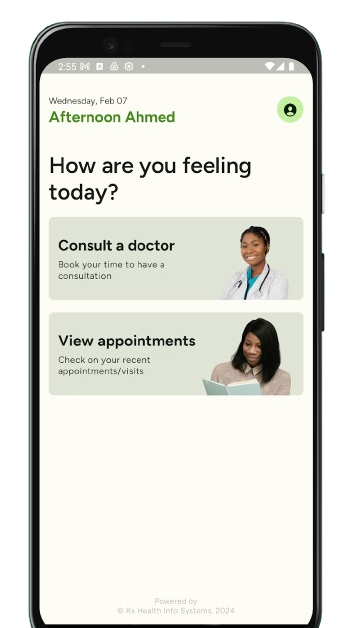 2:55
Wednesday, Feb 07
Afternoon Ahmed
How are you feeling
today?
Consult a doctor
Book your time to have a
consultation
View appointments
Check on your recent
appointments/visits
Powered by
© Rx Health Info Systems, 2024